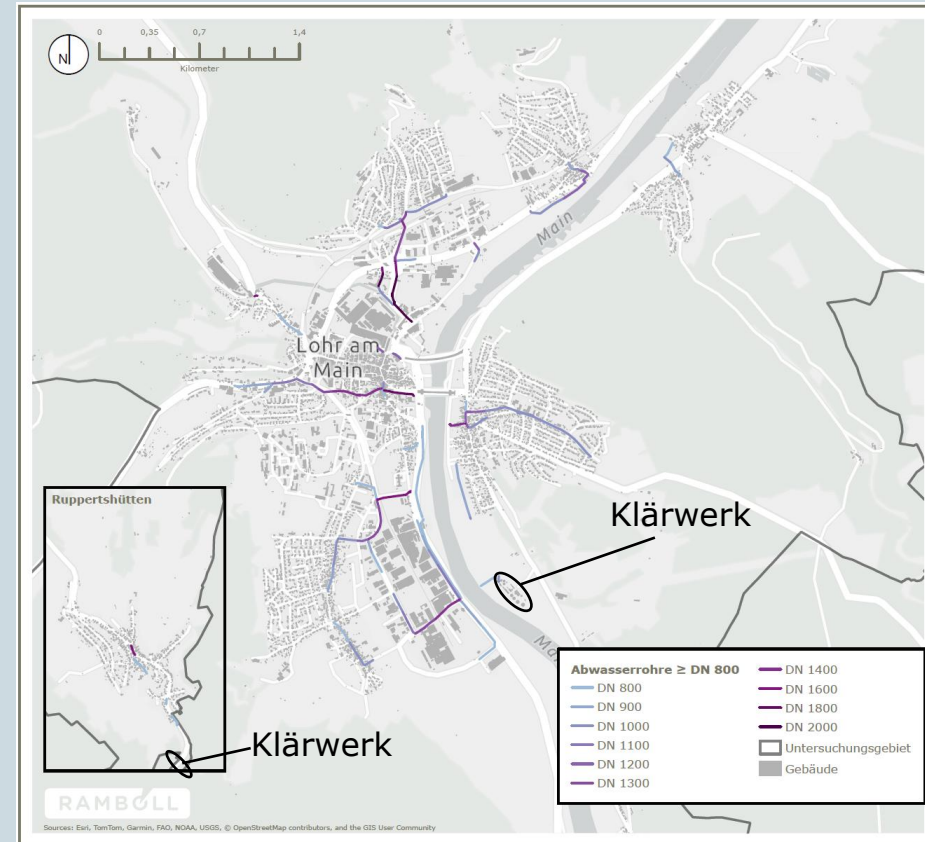 N
0 0,35 0,7 1,4
Kilometer
Main
Lohr am
Main
Klärwerk
Ruppertshütten
Klärwerk
Abwasserrohre ≥ DN 800
DN 800
DN 900
DN 1000
DN 1100
DN 1200
DN 1300
DN 1400
DN 1600
DN 1800
DN 2000
Untersuchungsgebiet
Gebäude
RAMBOLL
Sources: Esri, TomTom, Garmin, FAO, NOAA, USGS, © OpenStreetMap contributors, and the GIS User Community